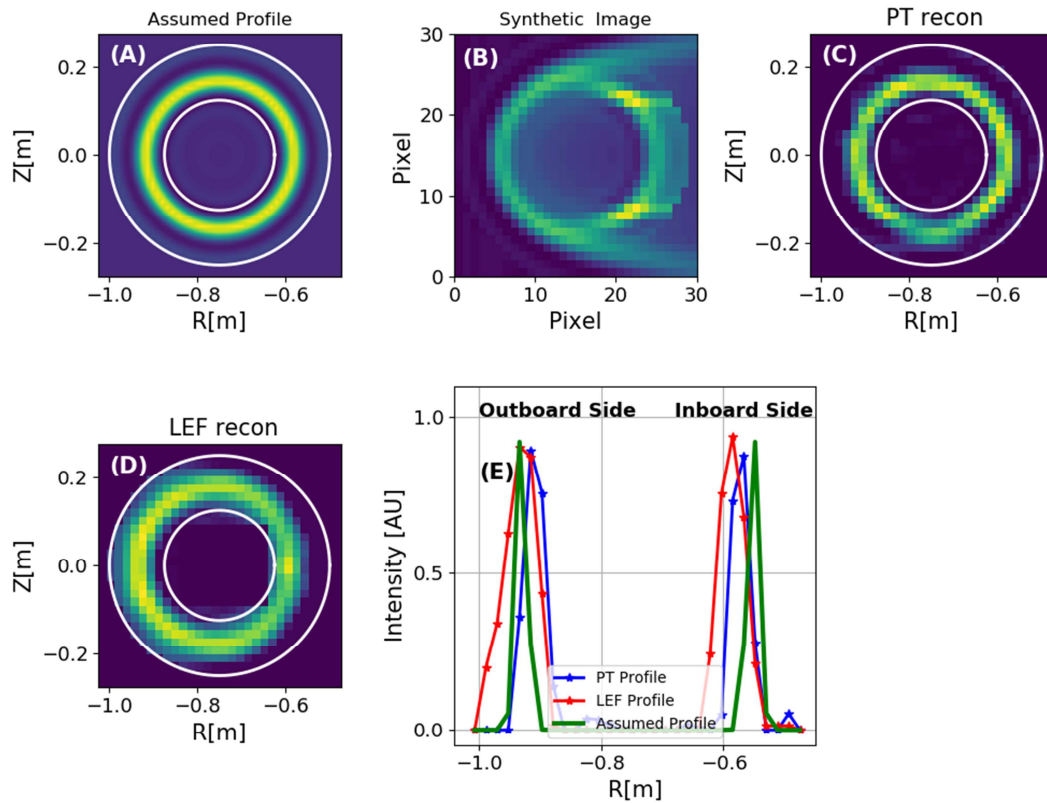 Assumed Profile
(A)
0.2
0.0
−0.2
Z[m]
−1.0 −0.8 −0.6
R[m]
Synthetic Image
(B)
30
20
10
0
Pixel
0 10 20 30
Pixel
PT recon
(C)
0.2
0.0
−0.2
Z[m]
−1.0 −0.8 −0.6
R[m]
LEF recon
(D)
0.2
0.0
−0.2
Z[m]
−1.0 −0.8 −0.6
R[m]
Outboard Side Inboard Side
(E)
1.0
0.5
0.0
Intensity [AU]
PT Profile
LEF Profile
Assumed Profile
−1.0 −0.8 −0.6
R[m]